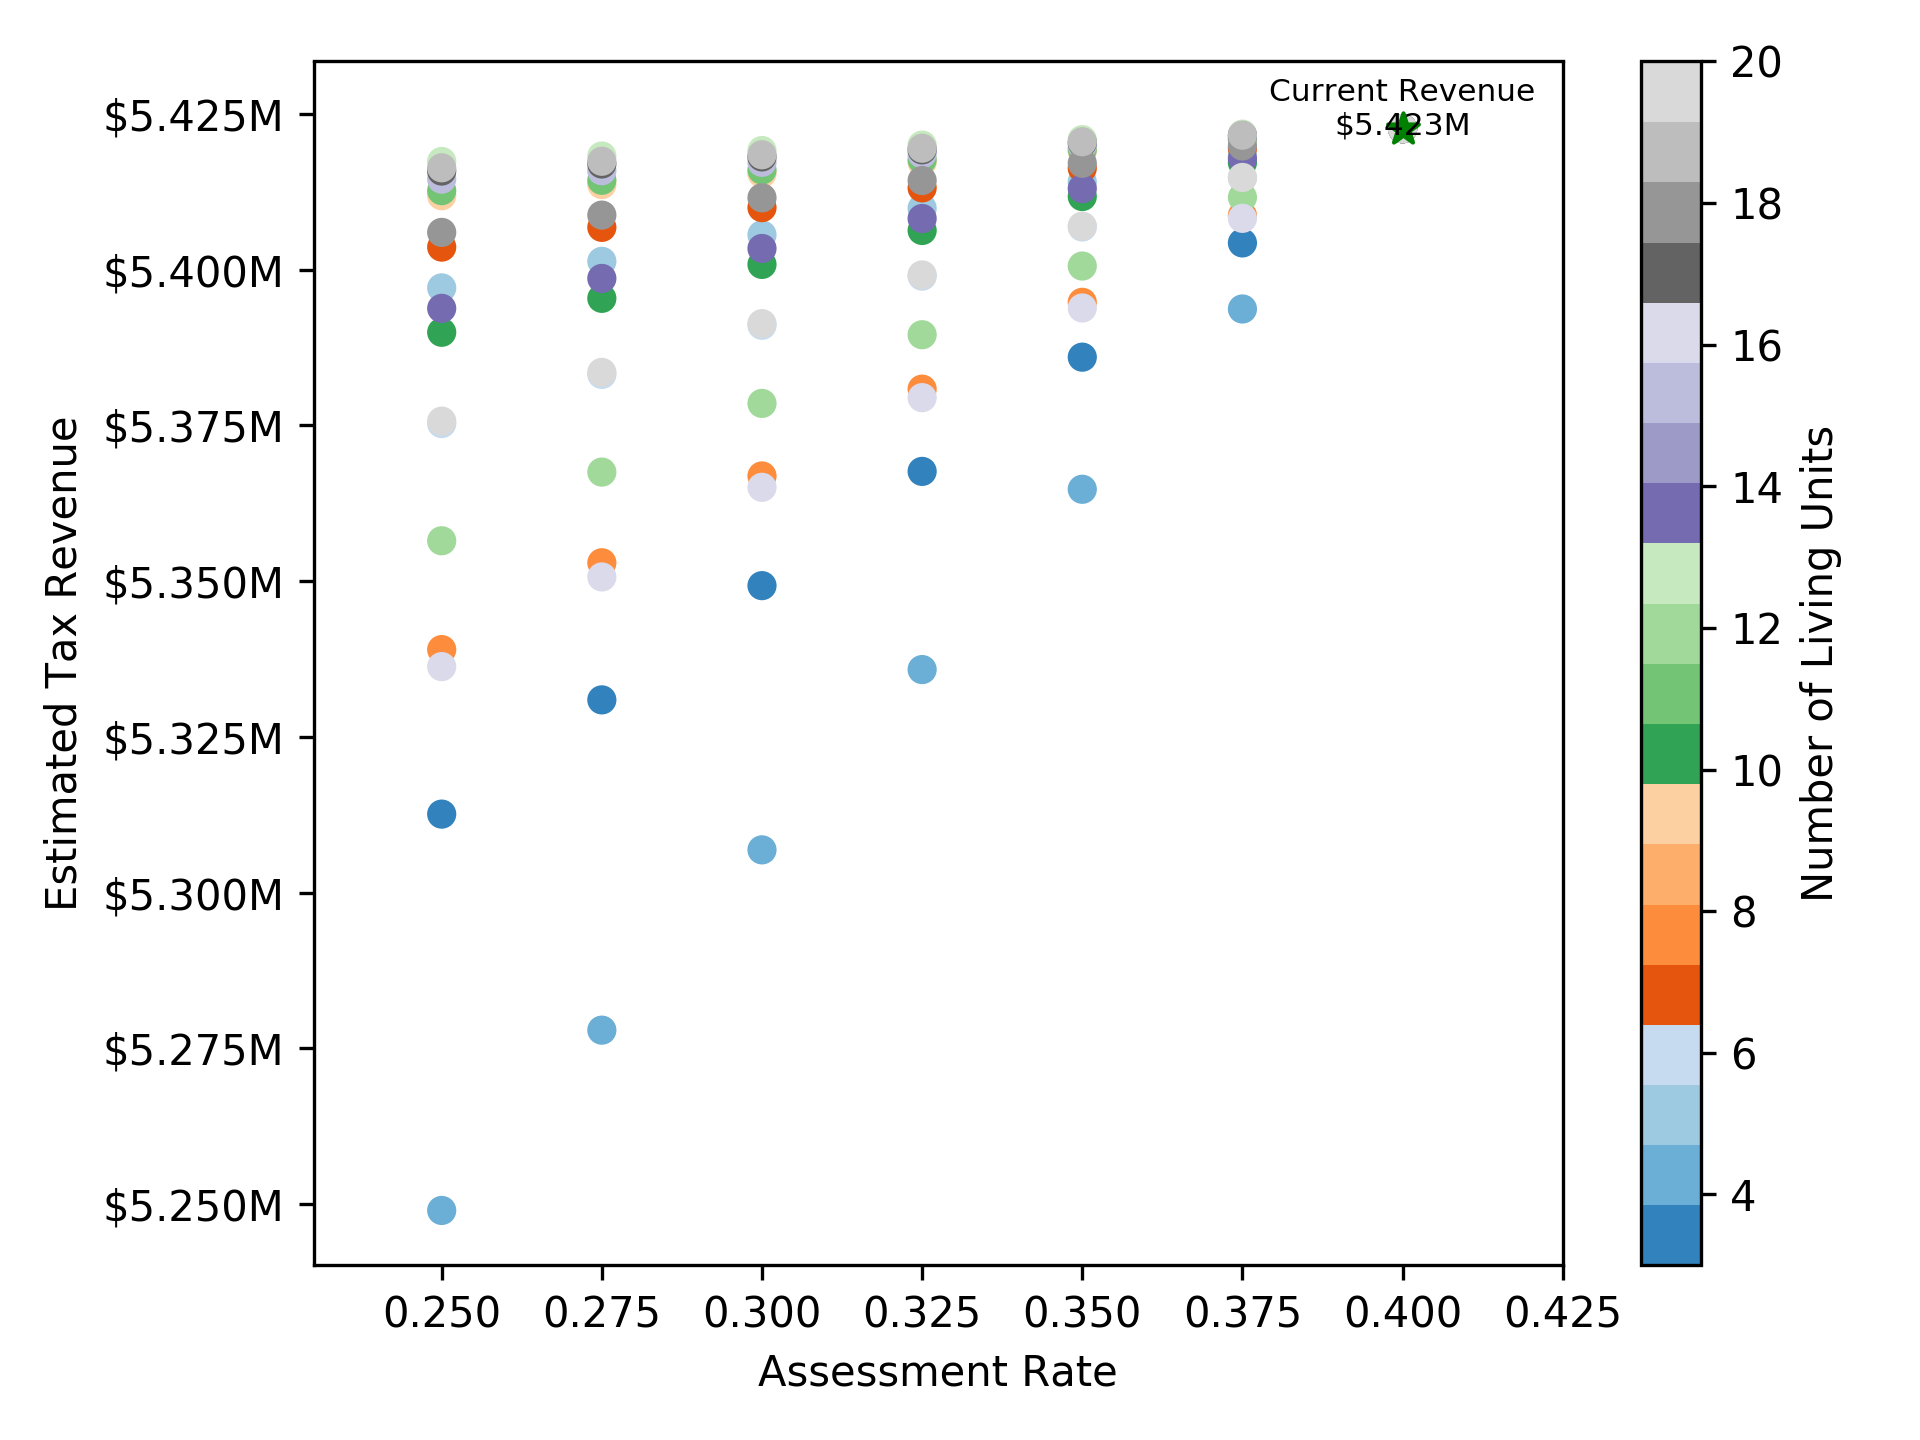 Current Revenue
$5.423M
$5.425M
$5.400M
$5.375M
$5.350M
$5.325M
$5.300M
$5.275M
$5.250M
Estimated Tax Revenue
0.250 0.275 0.300 0.325 0.350 0.375 0.400 0.425
Assessment Rate
20
18
16
14
12
10
8
6
4
Number of Living Units